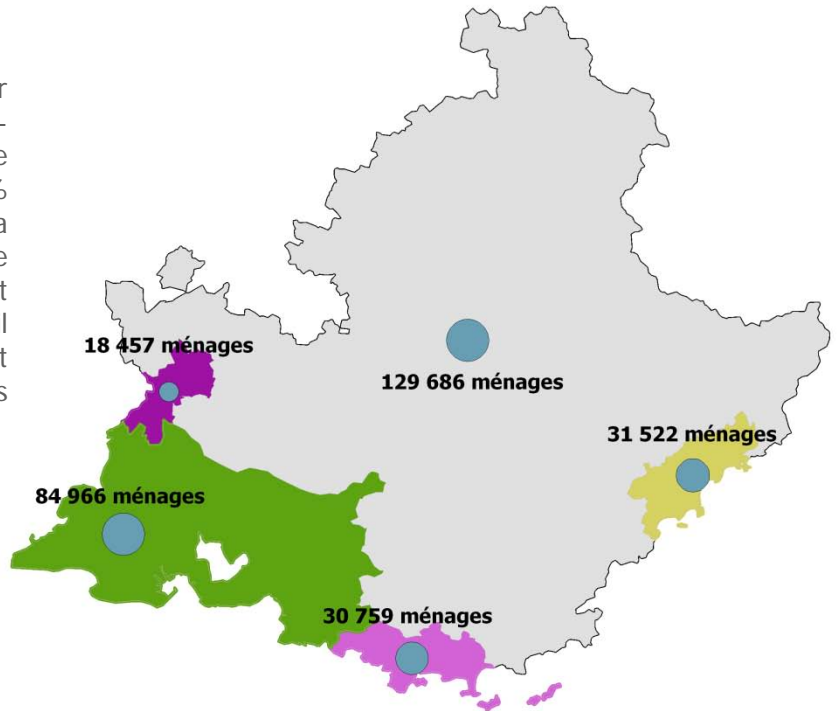 r
-
e
%
a
e
t
l
t
s
18 457 ménages
129 686 ménages
31 522 ménages
84 966 ménages
30 759 ménages